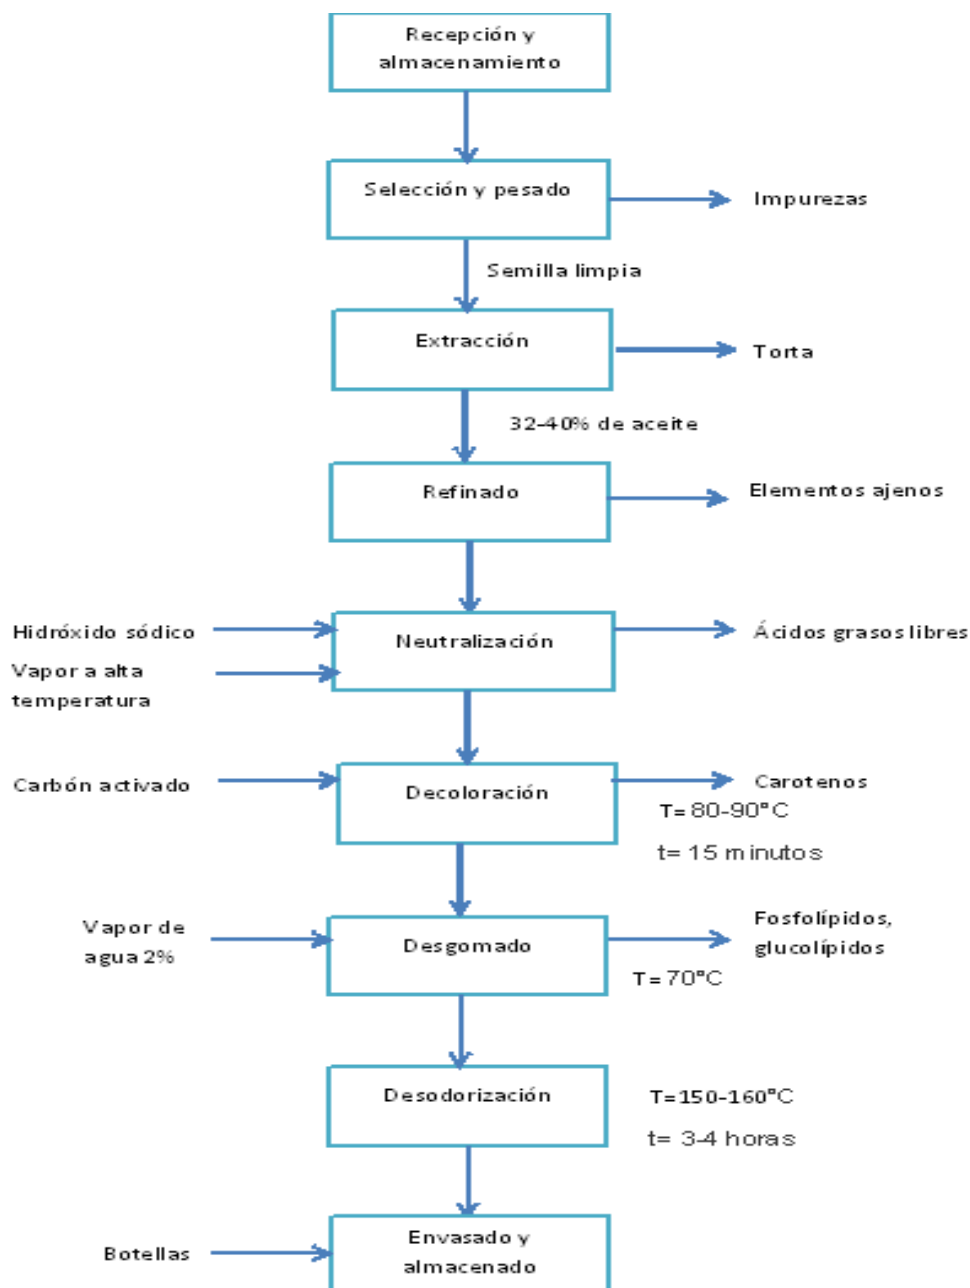 Recepción y
almacenamiento
Selección y pesado
Impurezas
Semilla limpia
Extracción
Torta
32-40% de aceite
Refinado
Elementos ajenos
Hidróxido sódico
Vapor a alta
temperatura
Neutralización
Ácidos grasos libres
Carbón activado
Decoloración
Carotenos
T= 80-90°C
t= 15 minutos
Vapor de
agua 2%
Desgomado
Fosfolípidos,
glucolípidos
T= 70°C
Desodorización
T=150-160°C
t= 3-4 horas
Botellas
Envasado y
almacenado